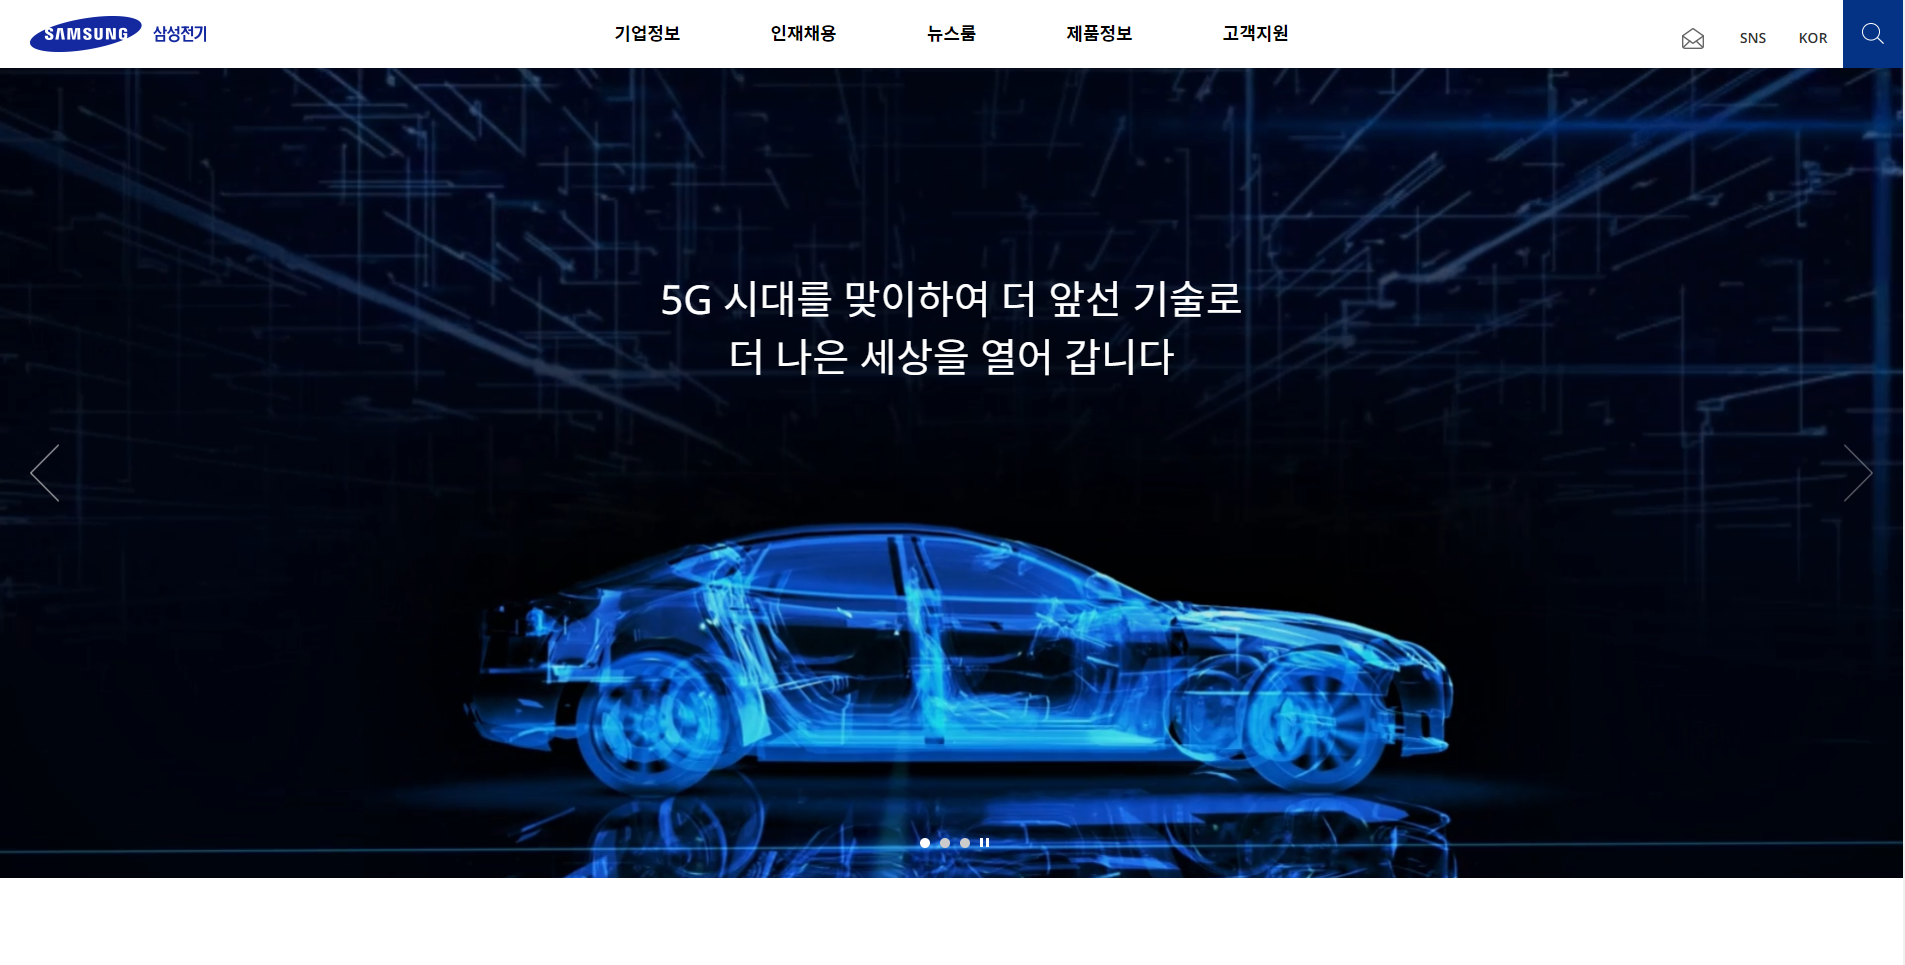 SAMSUNG 삼성전기
기업정보 인재채용 뉴스룸 제품정보 고객지원
SNS KOR
5G 시대를 맞이하여 더 앞선 기술로
더 나은 세상을 열어 갑니다